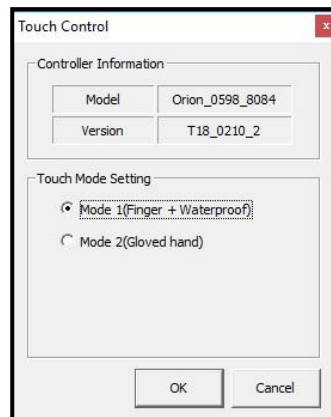 Touch Control
x
Controller Information
Model Orion_0598_8084
Version T18_0210_2
Touch Mode Setting
Mode 1(Finger + Waterproof)
Mode 2(Gloved hand)
OK Cancel